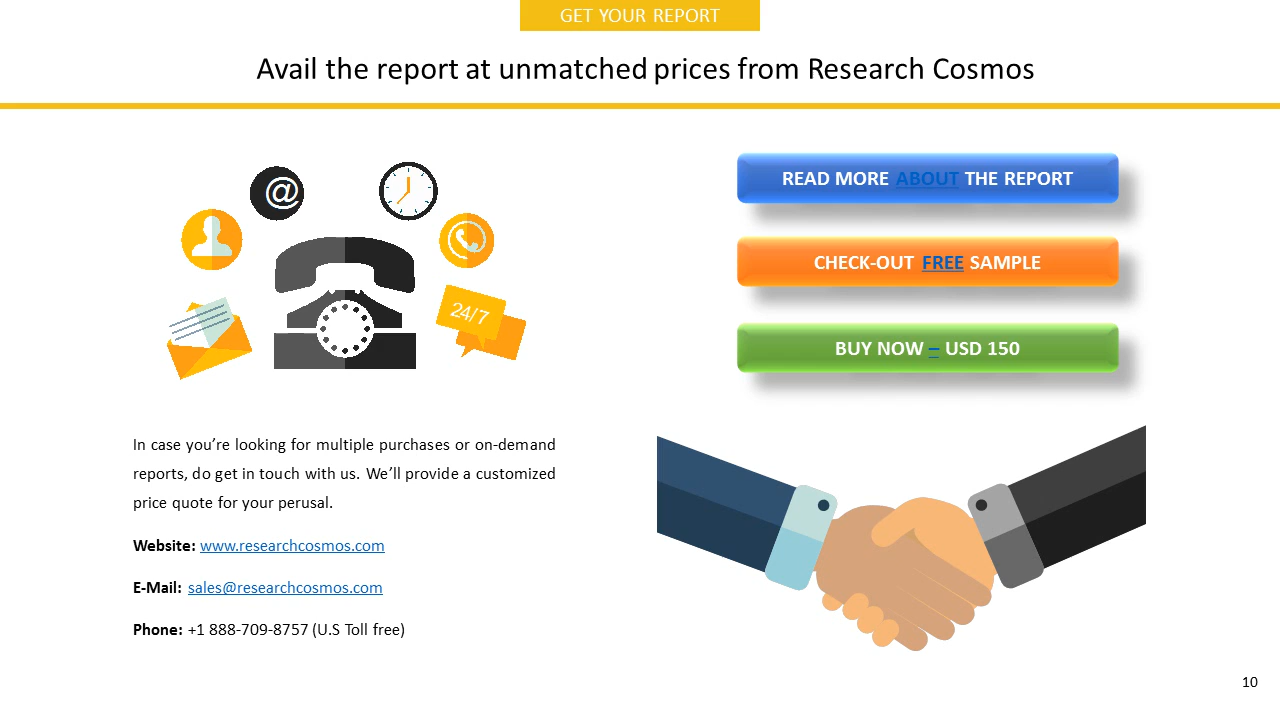 GET YOUR REPORT
Avail the report at unmatched prices from Research Cosmos
@
24/7
READ MORE ABOUT THE REPORT
CHECK-OUT FREE SAMPLE
BUY NOW – USD 150
In case you’re looking for multiple purchases or on-demand
reports, do get in touch with us. We’ll provide a customized
price quote for your perusal.
Website: www.researchcosmos.com
E-Mail: sales@researchcosmos.com
Phone: +1 888-709-8757 (U.S Toll free)
10